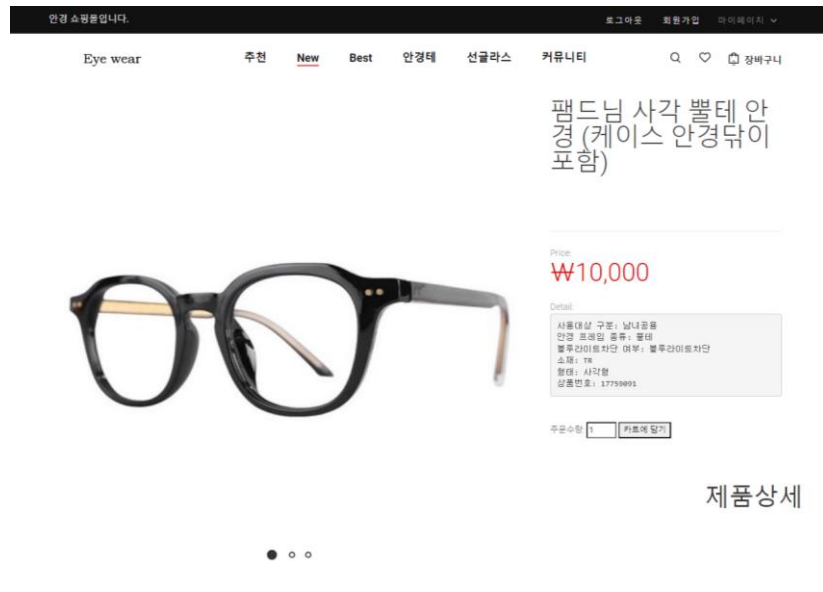 안경 쇼핑몰입니다.
로그아웃 회원가입 마이페이지
Eye wear 추천 New Best 안경테 선글라스 커뮤니티 장바구니
팸드님 사각 뿔테 안
경 (케이스 안경닦이
포함)
Price
₩10,000
Detail
사용대상 구분: 남녀공용
안경 프레임 종류: 뿔테
블루라이트차단 여부: 블루라이트차단
소재: TR
형태: 사각형
상품번호: 17759091
주문수량 1 카트에 담기
제품상세